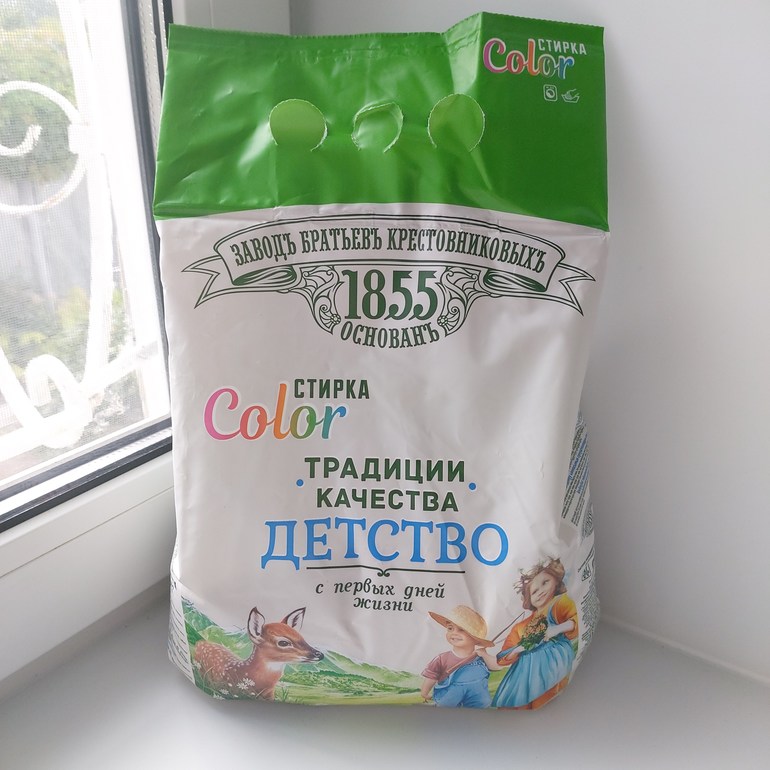 СТИРКА
Color
ЗАВОДЪ БРАТЬЕВЪ КРЕСТОВНИКОВЫХЪ
1855
ОСНОВАНЪ
СТИРКА
Color
ТРАДИЦИИ
КАЧЕСТВА
ДЕТСТВО
с первых дней
жизни